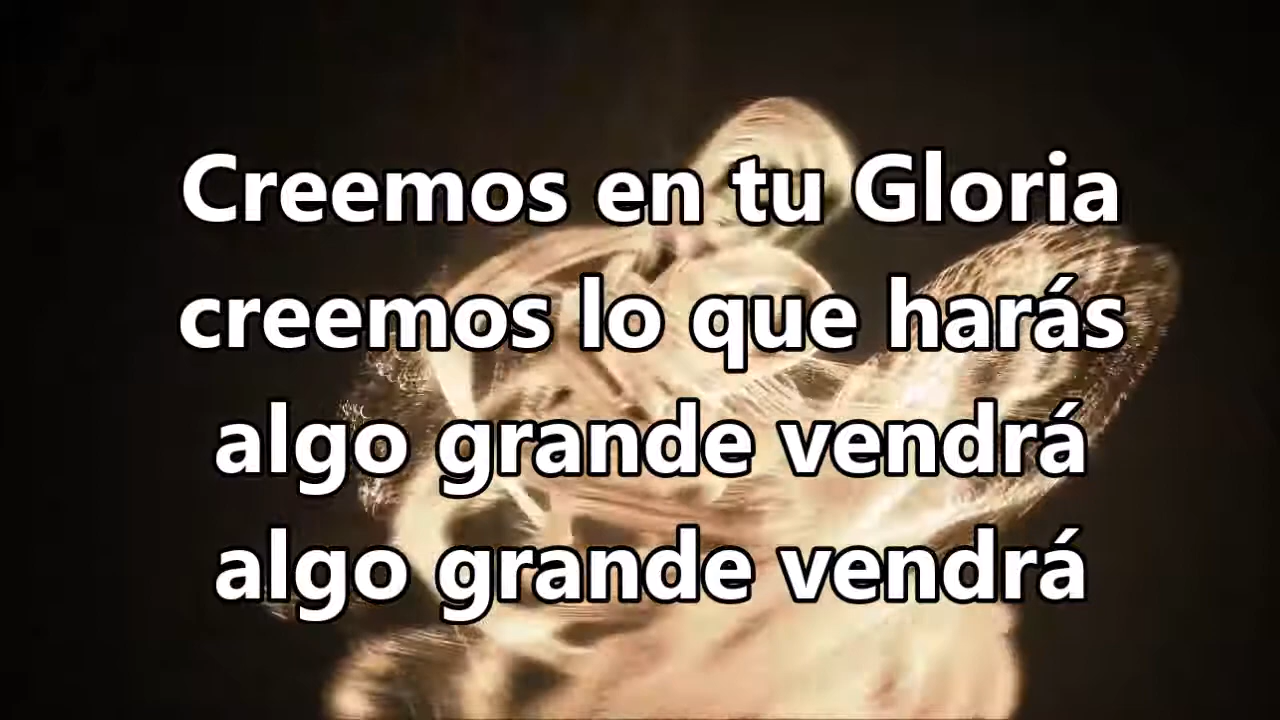 Creemos en tu Gloria
creemos lo que harás
algo grande vendrá
algo grande vendrá